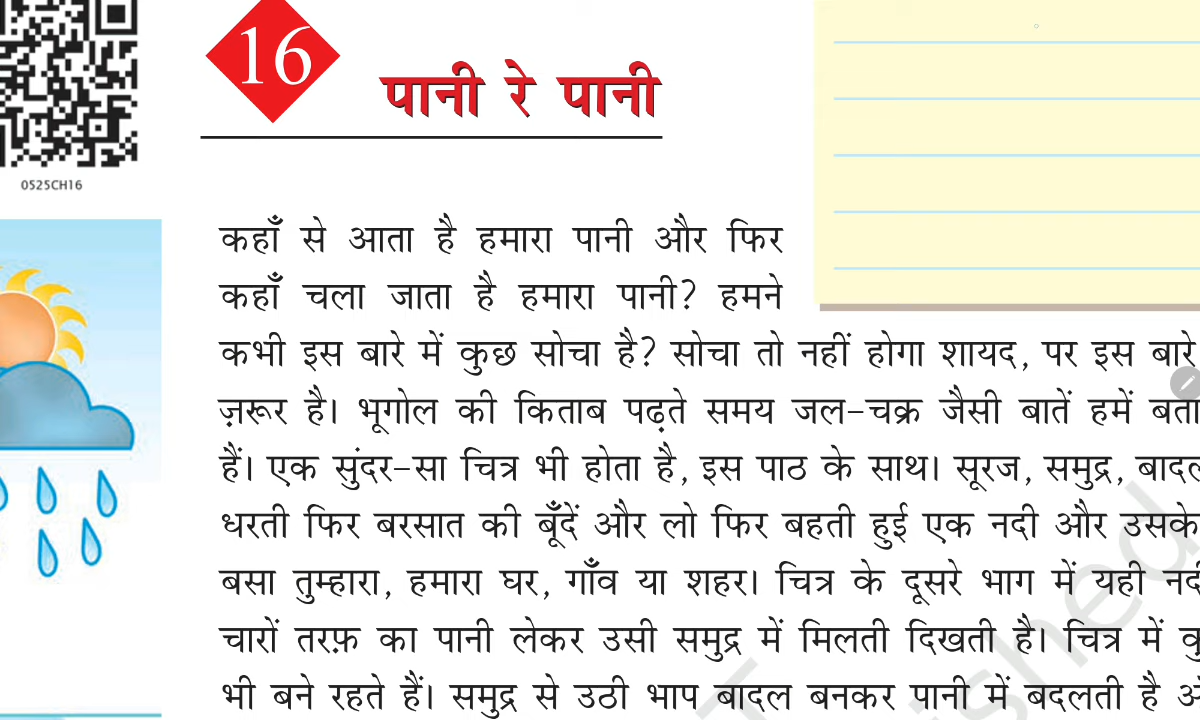 16
पानी रे पानी
0525CH16
कहाँ से आता है हमारा पानी और फिर
कहाँ चला जाता है हमारा पानी? हमने
कभी इस बारे में कुछ सोचा है? सोचा तो नहीं होगा शायद, पर इस बारे
ज़रूर है। भूगोल की किताब पढ़ते समय जल-चक्र जैसी बातें हमें
हैं। एक सुंदर-सा चित्र भी होता है, इस पाठ के साथ। सूरज, समुद्र,
धरती फिर बरसात की बूँदें और लो फिर बहती हुई एक नदी और उसके
बसा तुम्हारा, हमारा घर, गाँव या शहर। चित्र के दूसरे भाग में यही
चारों तरफ़ का पानी लेकर उसी समुद्र में मिलती दिखती है। चित्र में
भी बने रहते हैं। समुद्र से उठी भाप बादल बनकर पानी में बदलती है